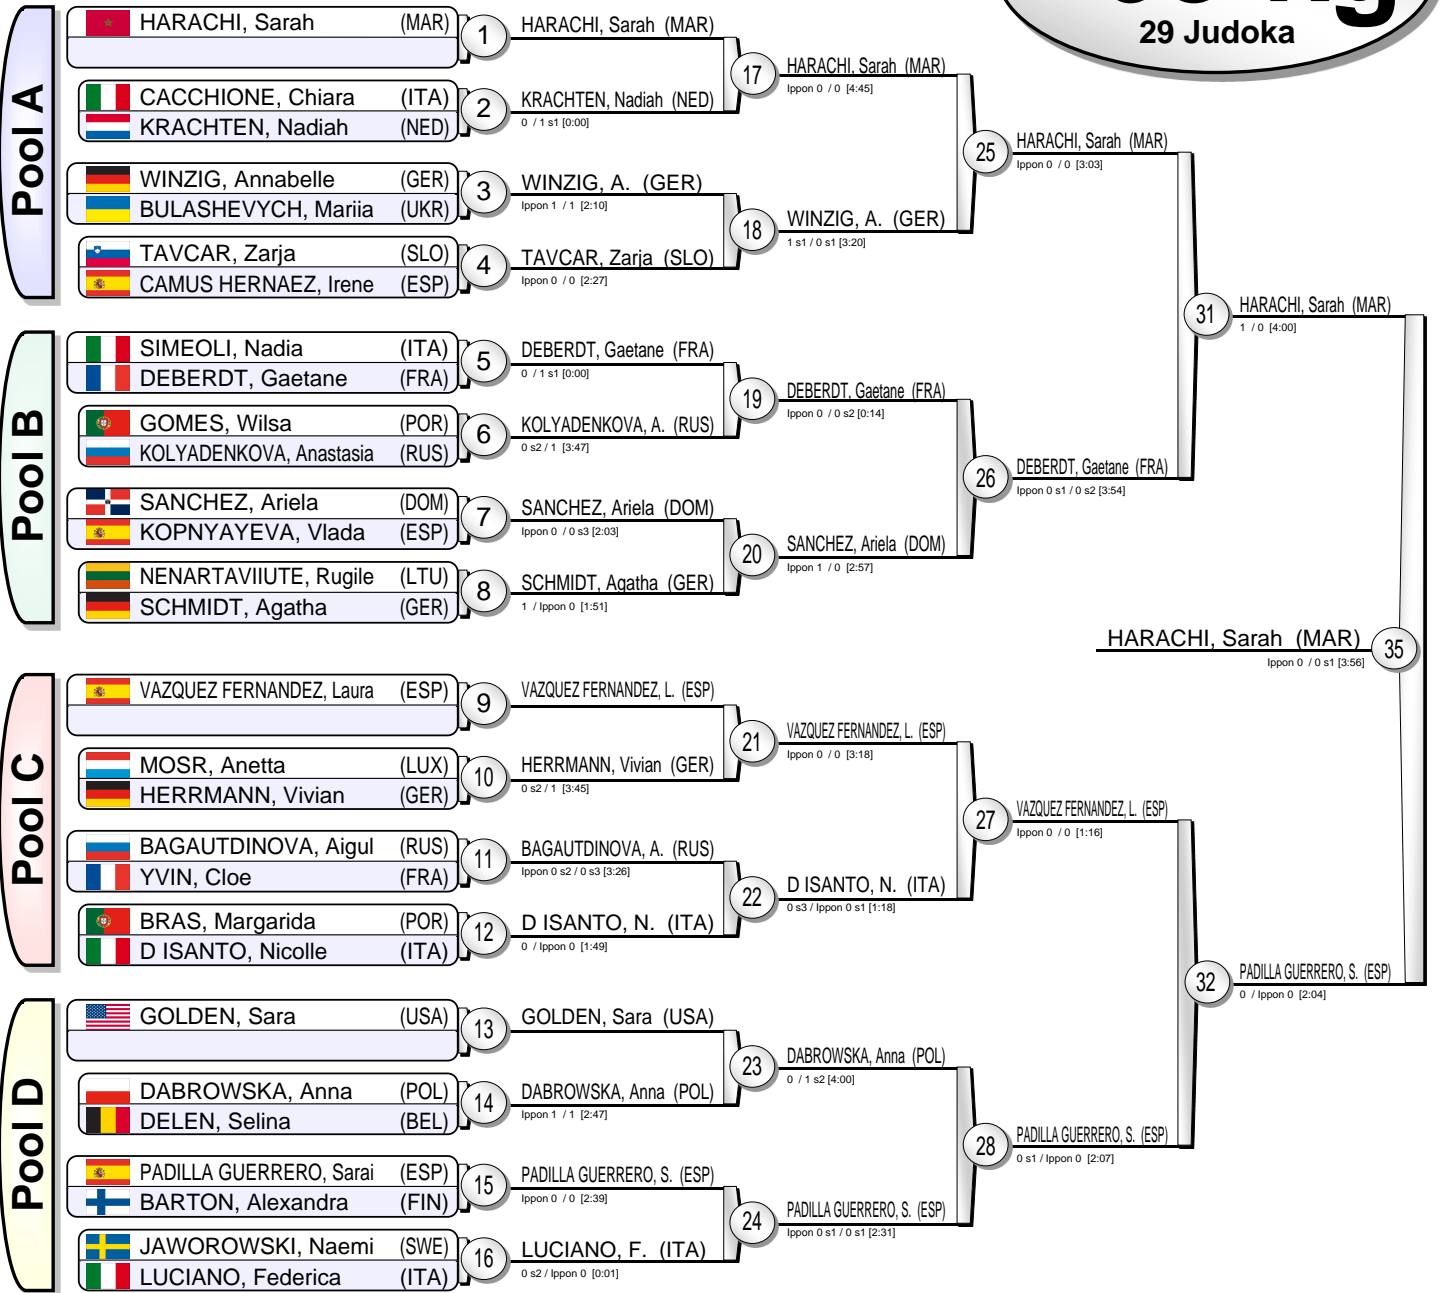 29 Judoka
Pool A
HARACHI, Sarah (MAR)
CACCHIONE, Chiara (ITA)
KRACHTEN, Nadiah (NED)
WINZIG, Annabelle (GER)
BULASHEVYCH, Mariia (UKR)
TAVCAR, Zarja (SLO)
CAMUS HERNAEZ, Irene (ESP)
Pool B
SIMEOLI, Nadia (ITA)
DEBERDT, Gaetane (FRA)
GOMES, Wilsa (POR)
KOLYADENKOVA, Anastasia (RUS)
SANCHEZ, Ariela (DOM)
KOPNYAYEVA, Vlada (ESP)
NENARTAVIIUTE, Rugile (LTU)
SCHMIDT, Agatha (GER)
Pool C
VAZQUEZ FERNANDEZ, Laura (ESP)
MOSR, Anetta (LUX)
HERRMANN, Vivian (GER)
BAGAUTDINOVA, Aigul (RUS)
YVIN, Cloe (FRA)
BRAS, Margarida (POR)
D ISANTO, Nicolle (ITA)
Pool D
GOLDEN, Sara (USA)
DABROWSKA, Anna (POL)
DELEN, Selina (BEL)
PADILLA GUERRERO, Sarai (ESP)
BARTON, Alexandra (FIN)
JAWOROWSKI, Naemi (SWE)
LUCIANO, Federica (ITA)
1 HARACHI, Sarah (MAR)
2 KRACHTEN, Nadiah (NED)
0 / 1 s1 [0:00]
3 WINZIG, A. (GER)
Ippon 1 / 1 [2:10]
4 TAVCAR, Zarja (SLO)
Ippon 0 / 0 [2:27]
5 DEBERDT, Gaetane (FRA)
0 / 1 s1 [0:00]
6 KOLYADENKOVA, A. (RUS)
0 s2 / 1 [3:47]
7 SANCHEZ, Ariela (DOM)
Ippon 0 / 0 s3 [2:03]
8 SCHMIDT, Agatha (GER)
1 / Ippon 0 [1:51]
9 VAZQUEZ FERNANDEZ, L. (ESP)
10 HERRMANN, Vivian (GER)
0 s2 / 1 [3:45]
11 BAGAUTDINOVA, A. (RUS)
Ippon 0 s2 / 0 s3 [3:26]
12 D ISANTO, N. (ITA)
0 / Ippon 0 [1:49]
13 GOLDEN, Sara (USA)
14 DABROWSKA, Anna (POL)
Ippon 1 / 1 [2:47]
15 PADILLA GUERRERO, S. (ESP)
Ippon 0 / 0 [2:39]
16 LUCIANO, F. (ITA)
0 s2 / Ippon 0 [0:01]
17 HARACHI, Sarah (MAR)
Ippon 0 / 0 [4:45]
18 WINZIG, A. (GER)
1 s1 / 0 s1 [3:20]
19 DEBERDT, Gaetane (FRA)
Ippon 0 / 0 s2 [0:14]
20 SANCHEZ, Ariela (DOM)
Ippon 1 / 0 [2:57]
21 VAZQUEZ FERNANDEZ, L. (ESP)
Ippon 0 / 0 [3:18]
22 D ISANTO, N. (ITA)
0 s3 / Ippon 0 s1 [1:18]
23 DABROWSKA, Anna (POL)
0 / 1 s2 [4:00]
24 PADILLA GUERRERO, S. (ESP)
Ippon 0 s1 / 0 s1 [2:31]
25 HARACHI, Sarah (MAR)
Ippon 0 / 0 [3:03]
26 DEBERDT, Gaetane (FRA)
Ippon 0 s1 / 0 s2 [3:54]
27 VAZQUEZ FERNANDEZ, L. (ESP)
Ippon 0 / 0 [1:16]
28 PADILLA GUERRERO, S. (ESP)
0 s1 / Ippon 0 [2:07]
31 HARACHI, Sarah (MAR)
1 / 0 [4:00]
32 PADILLA GUERRERO, S. (ESP)
0 / Ippon 0 [2:04]
HARACHI, Sarah (MAR) 35
Ippon 0 / 0 s1 [3:56]